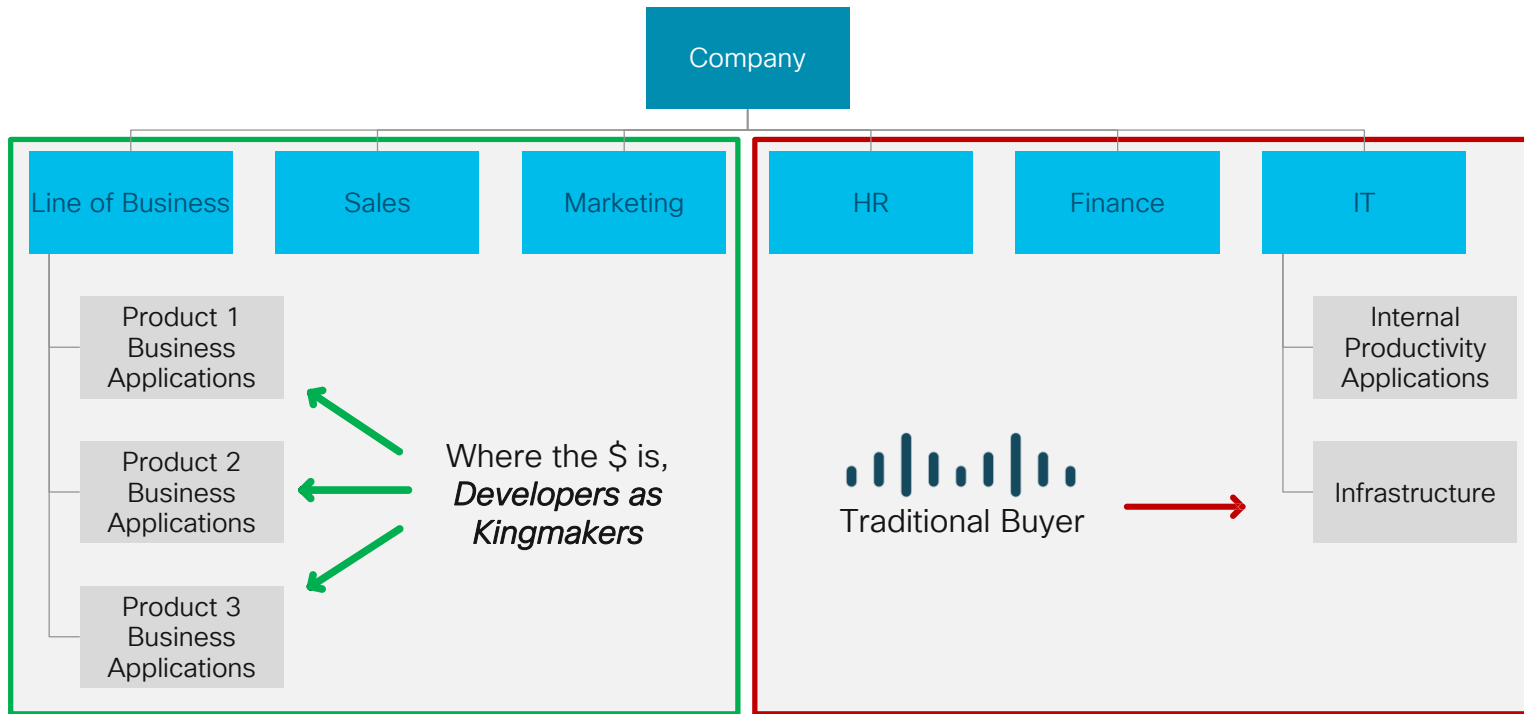 Company
Line of Business
Sales
Marketing
HR
Finance
IT
Product 1
Business
Applications
Product 2
Business
Applications
Product 3
Business
Applications
Where the $ is,
Developers as
Kingmakers
Traditional Buyer
Internal
Productivity
Applications
Infrastructure